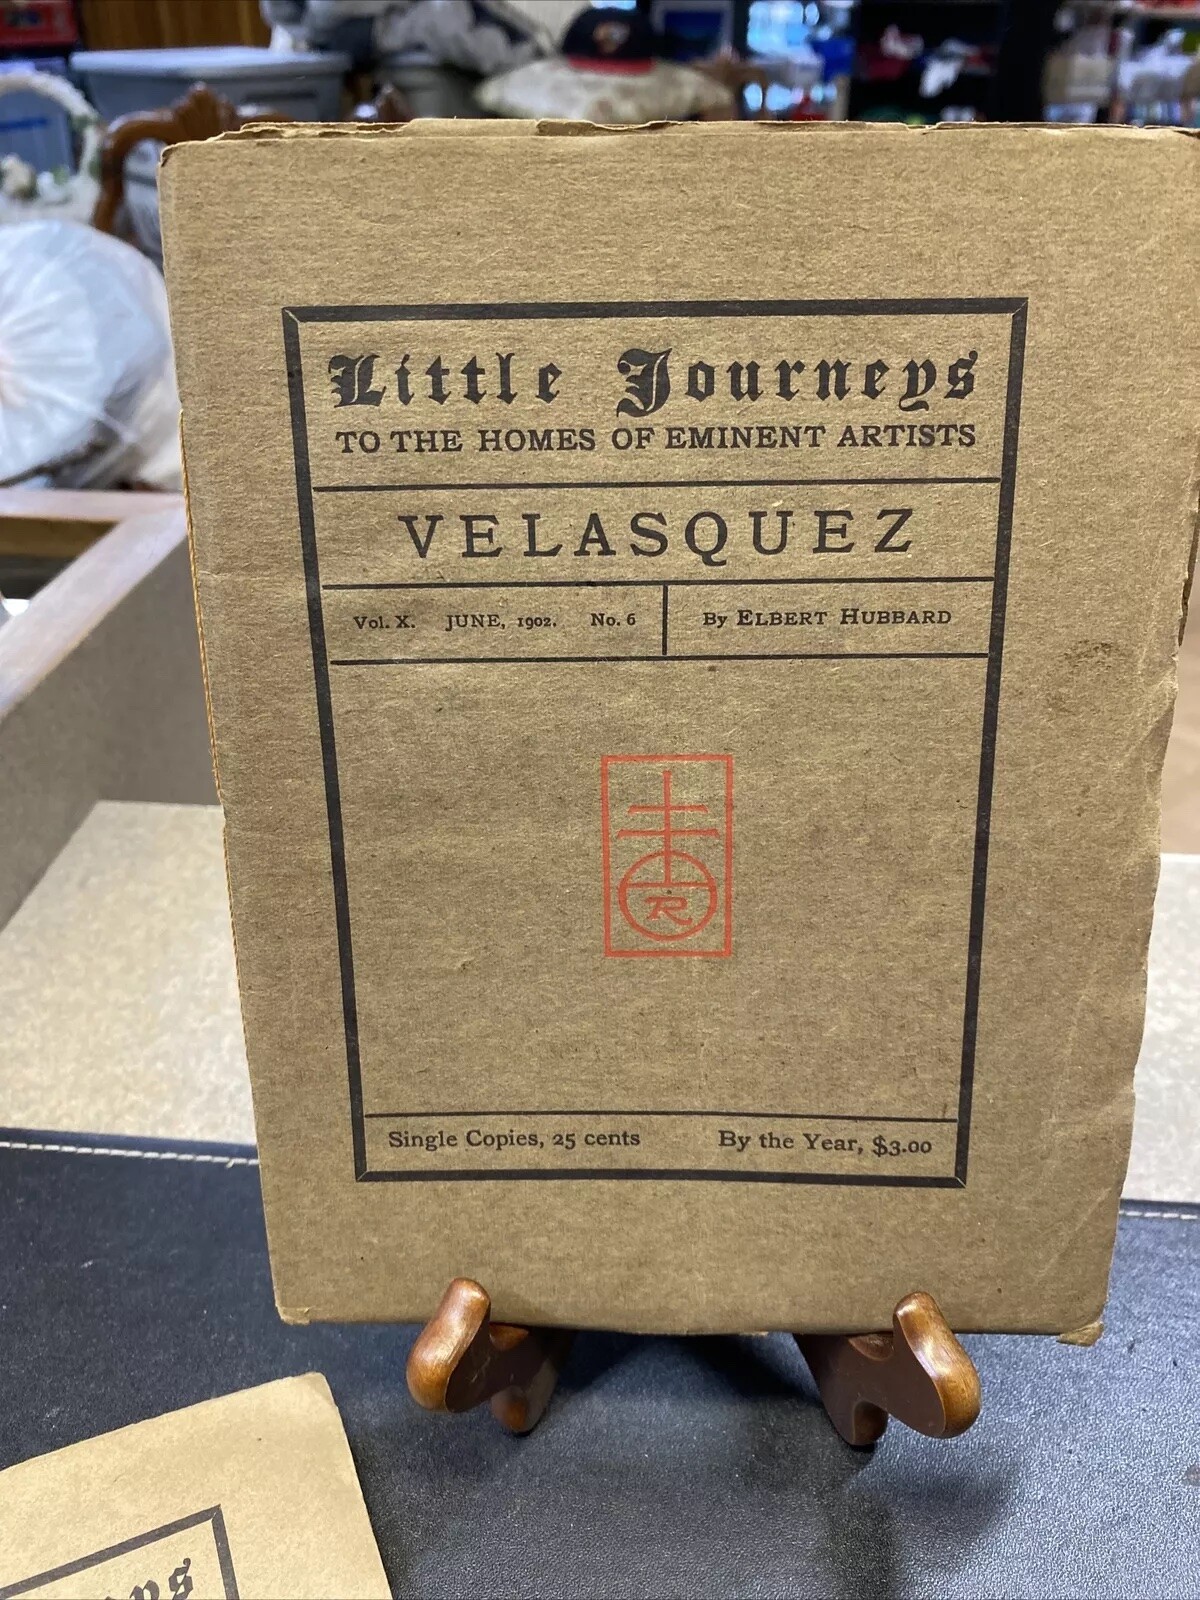 Little Journeys
TO THE HOMES OF EMINENT ARTISTS
VELASQUEZ
Vol. X. JUNE, 1902. No. 6
By ELBERT HUBBARD
R
Single Copies, 25 cents
By the Year, $3.00
eys